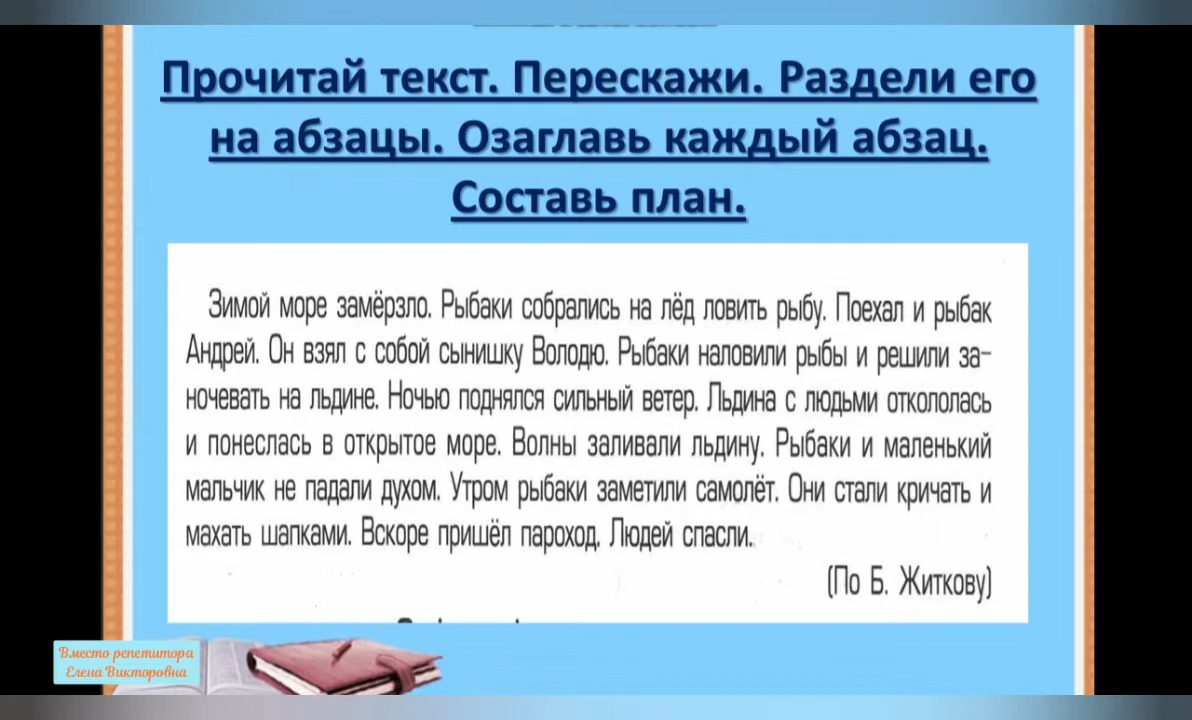 Прочитай текст. Перескажи. Раздели его
на абзацы. Озаглавь каждый абзац.
Составь план.
Зимой море замёрзло. Рыбаки собрались на лёд ловить рыбу. Поехал и рыбак
Андрей. Он взял с собой сынишку Володю. Рыбаки наловили рыбы и решили за-
ночевать на льдине. Ночью поднялся сильный ветер. Льдина с людьми откололась
и понеслась в открытое море. Волны заливали льдину. Рыбаки и маленький
мальчик не падали духом. Утром рыбаки заметили самолёт. Они стали кричать и
махать шапками. Вскоре пришёл пароход. Людей спасли.
(По Б. Житкову)
Вместо репетитора
Елена Викторовна